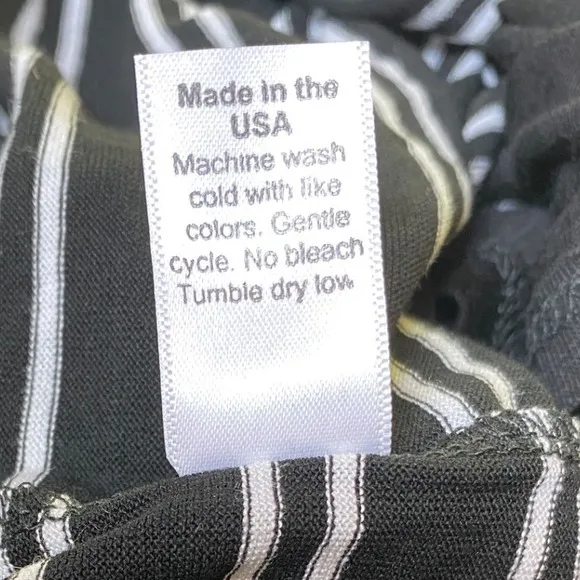 Made in the
USA
Machine wash
cold with like
colors. Gentle
cycle. No bleach
Tumble dry low